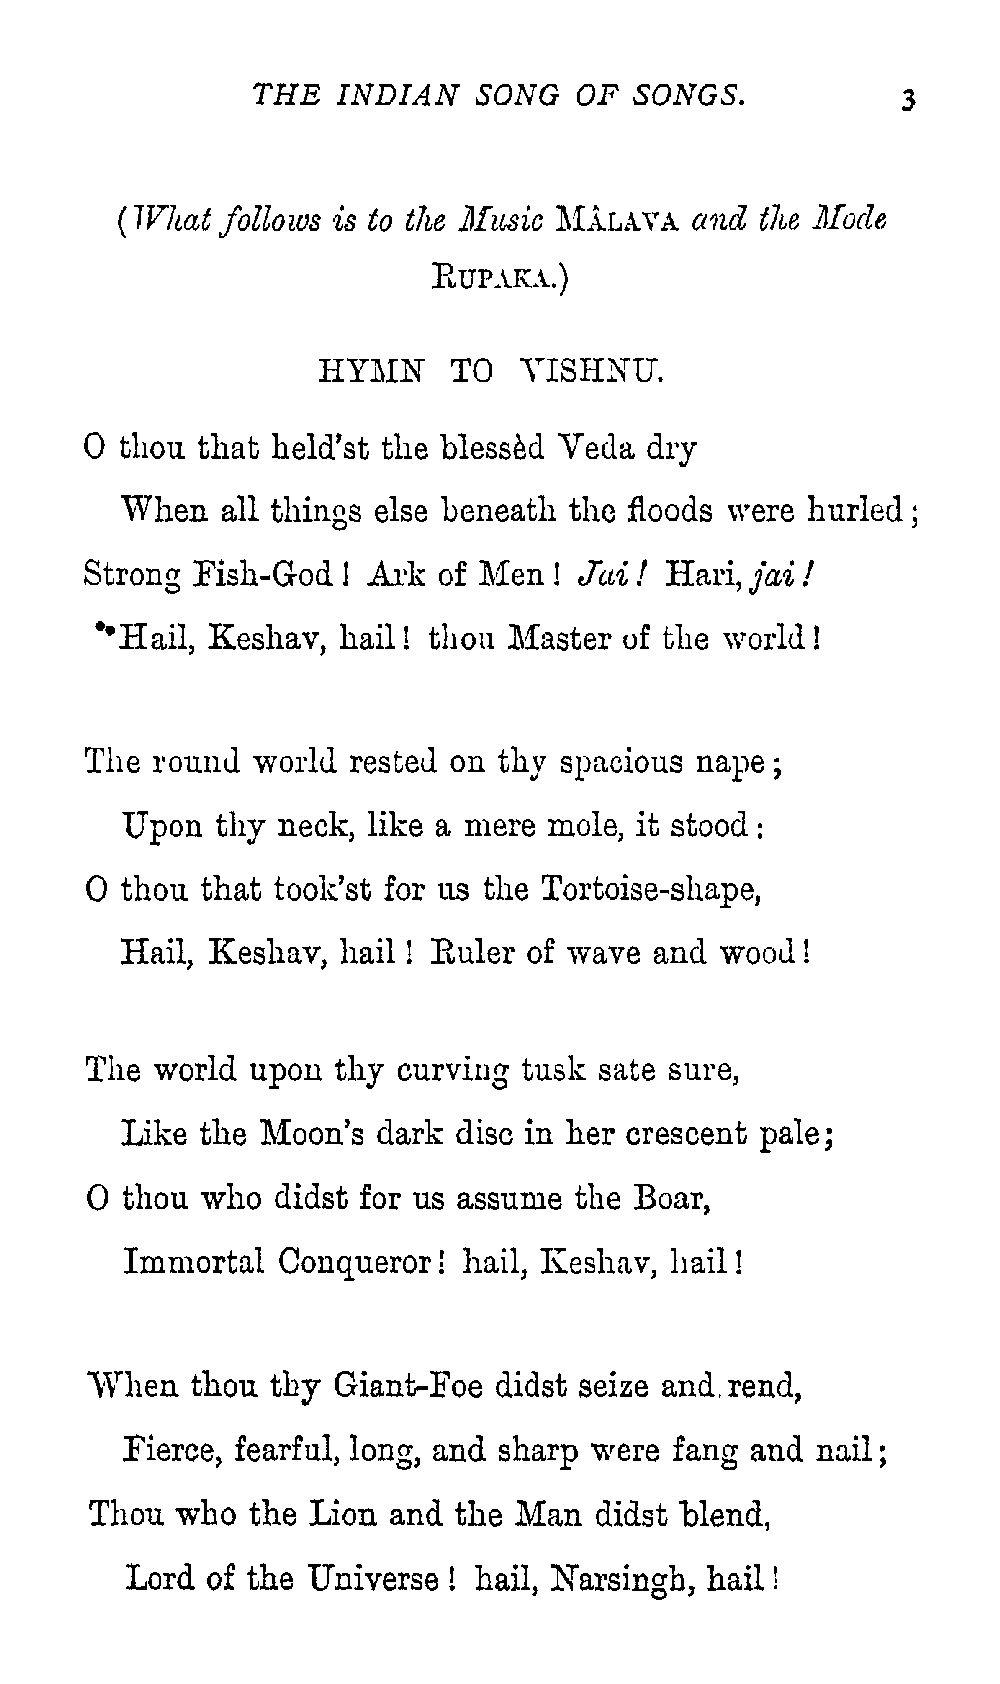 THE INDIAN SONG OF SONGS. 3
(What follows is to the Music MÂLAVA and the Mode
RUPAKA.)
HYMN TO VISHNU.
O thou that held'st the blessèd Veda dry
When all things else beneath the floods were hurled;
Strong Fish-God! Ark of Men! Jai! Hari, jai!
Hail, Keshav, hail! thou Master of the world!
The round world rested on thy spacious nape;
Upon thy neck, like a mere mole, it stood:
O thou that took'st for us the Tortoise-shape,
Hail, Keshav, hail! Ruler of wave and wood!
The world upon thy curving tusk sate sure,
Like the Moon's dark disc in her crescent pale;
O thou who didst for us assume the Boar,
Immortal Conqueror! hail, Keshav, hail!
When thou thy Giant-Foe didst seize and rend,
Fierce, fearful, long, and sharp were fang and nail;
Thou who the Lion and the Man didst blend,
Lord of the Universe! hail, Narsingh, hail!